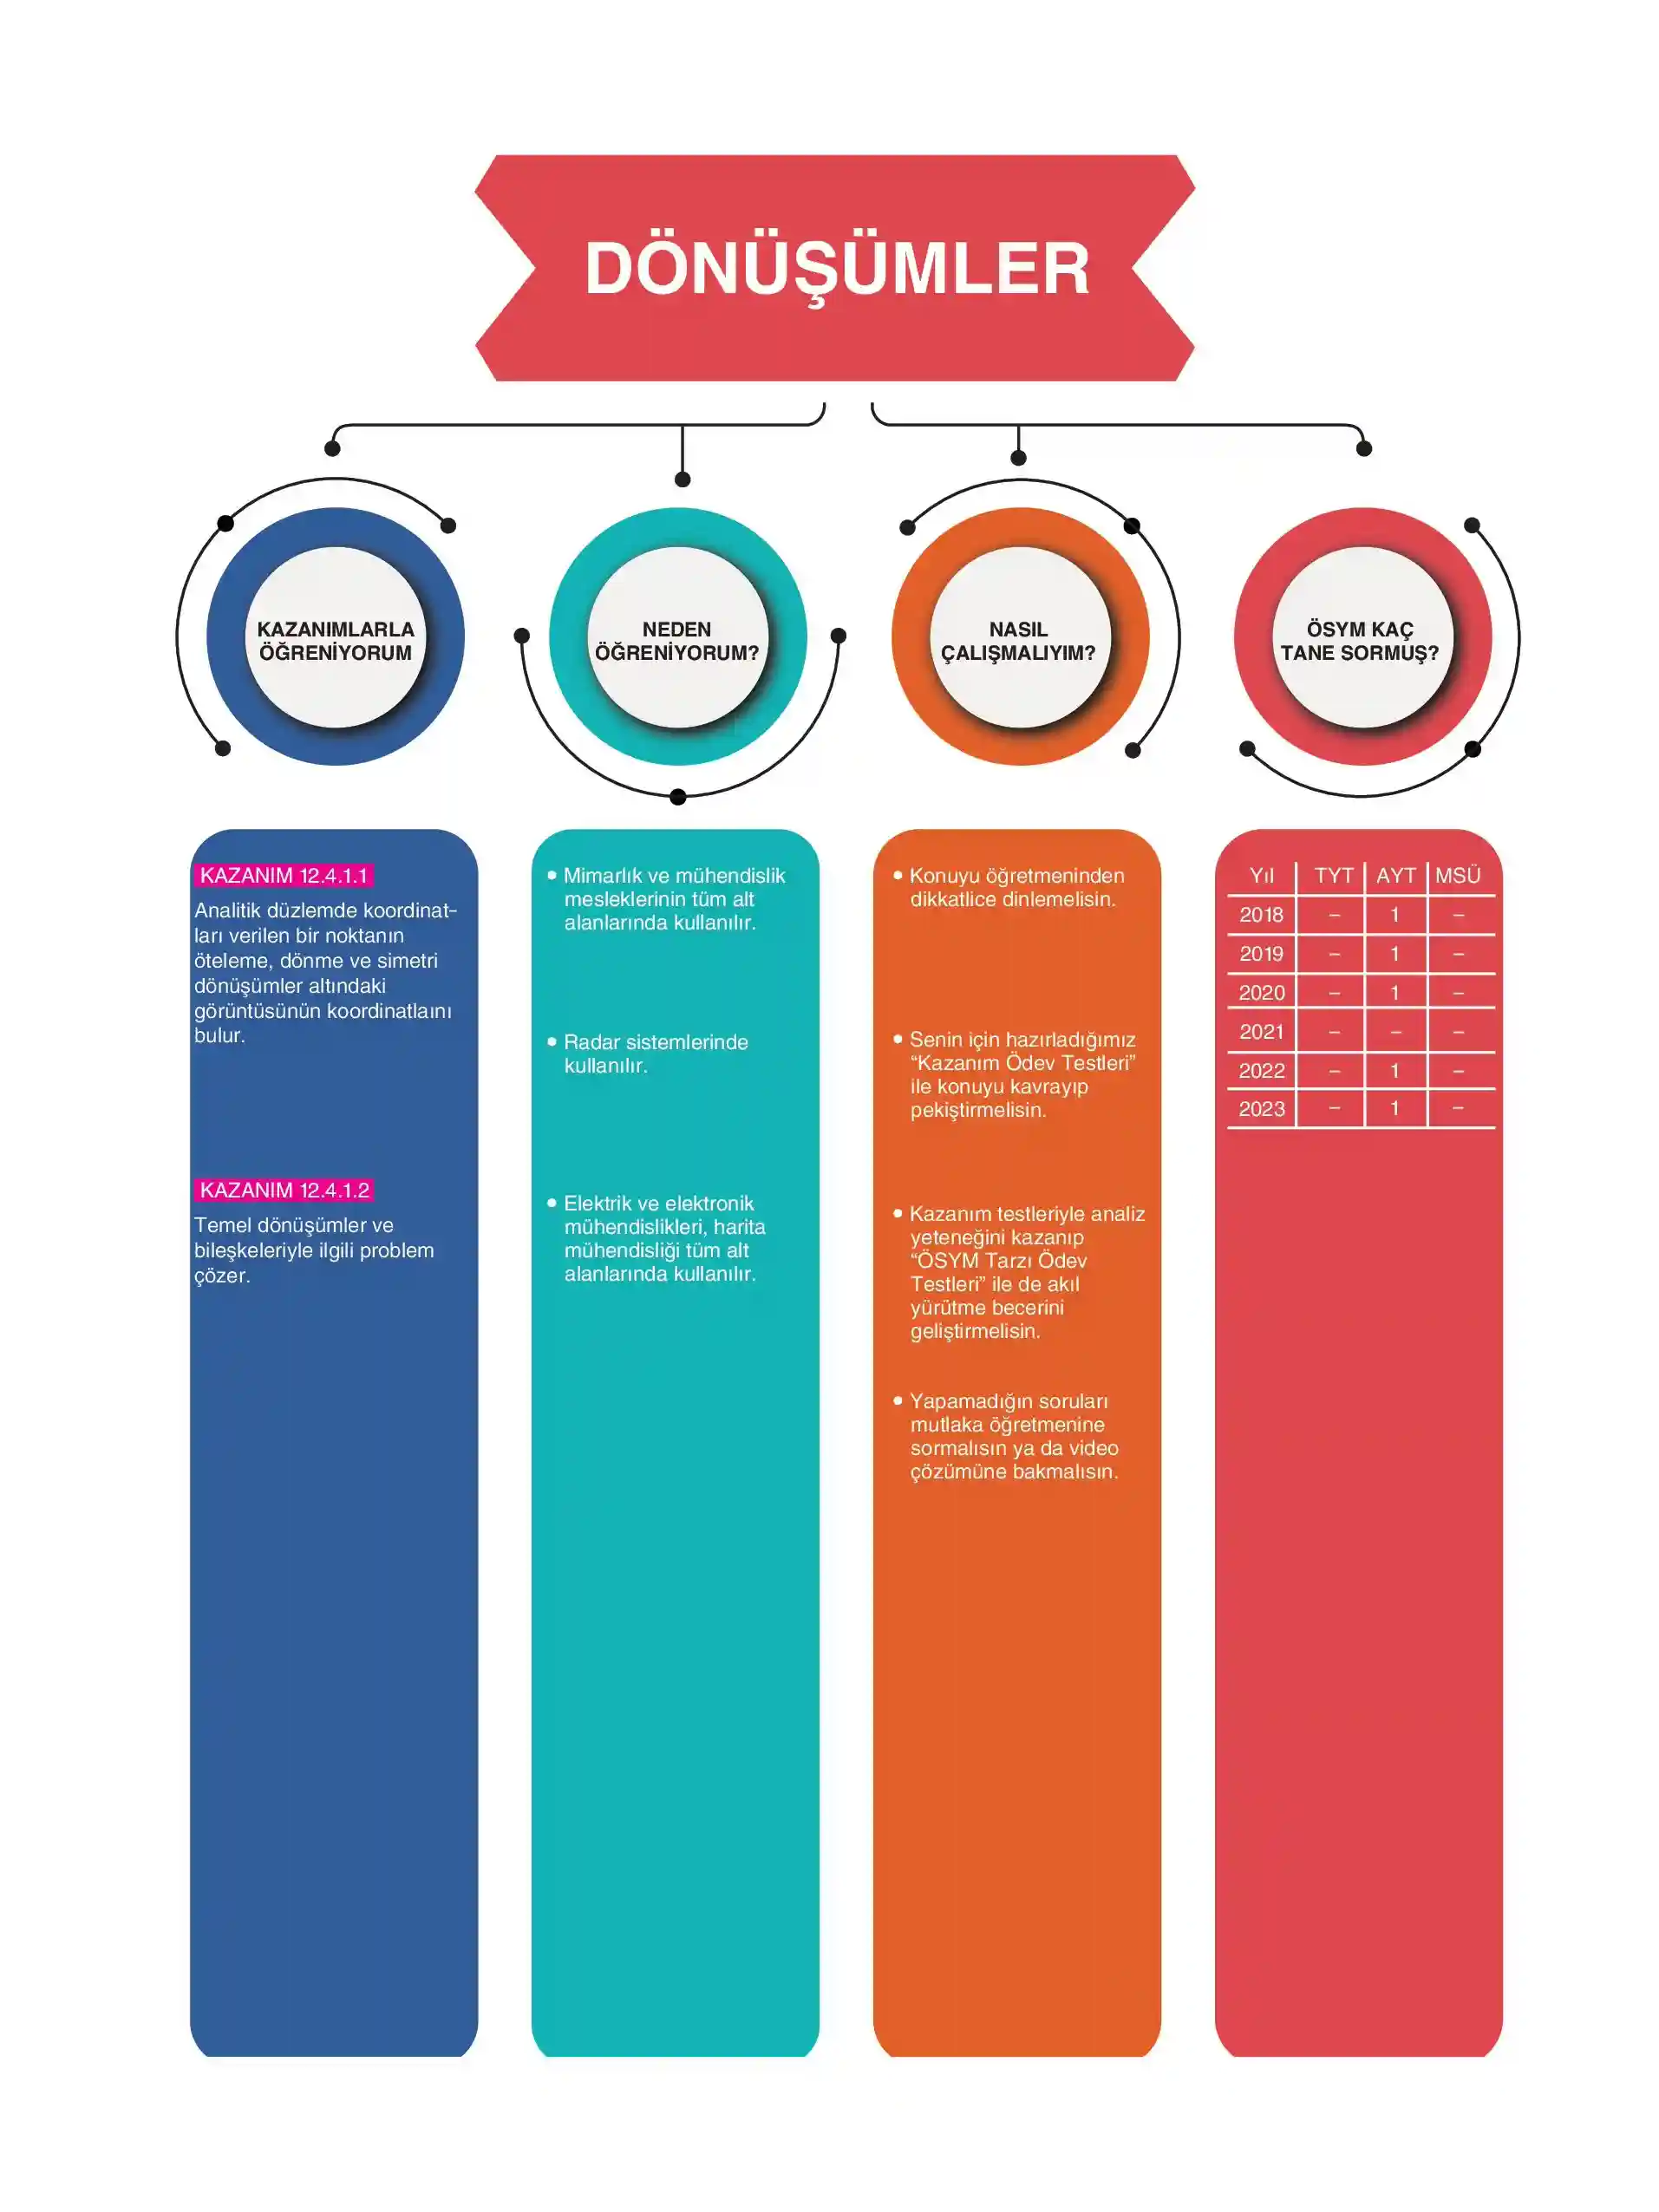 DÖNÜŞÜMLER
KAZANIMLARLA
ÖĞRENİYORUM
NEDEN
ÖĞRENİYORUM?
NASIL
ÇALIŞMALIYIM?
ÖSYM KAÇ
TANE SORMUŞ?
KAZANIM 12.4.1.1
Analitik düzlemde koordinat-
ları verilen bir noktanın
öteleme, dönme ve simetri
dönüşümler altındaki
görüntüsünün koordinatlaını
bulur.
KAZANIM 12.4.1.2
Temel dönüşümler ve
bileşkeleriyle ilgili problem
çözer.
• Mimarlık ve mühendislik
mesleklerinin tüm alt
alanlarında kullanılır.
• Radar sistemlerinde
kullanılır.
• Elektrik ve elektronik
mühendislikleri, harita
mühendisliği tüm alt
alanlarında kullanılır.
• Konuyu öğretmeninden
dikkatlice dinlemelisin.
• Senin için hazırladığımız
“Kazanım Ödev Testleri”
ile konuyu kavrayıp
pekiştirmelisin.
• Kazanım testleriyle analiz
yeteneğini kazanıp
“ÖSYM Tarzı Ödev
Testleri” ile de akıl
yürütme becerini
geliştirmelisin.
• Yapamadığın soruları
mutlaka öğretmenine
sormalısın ya da video
çözümüne bakmalısın.
Yıl TYT AYT MSÜ
2018 – 1 –
2019 – 1 –
2020 – 1 –
2021 – – –
2022 – 1 –
2023 – 1 –